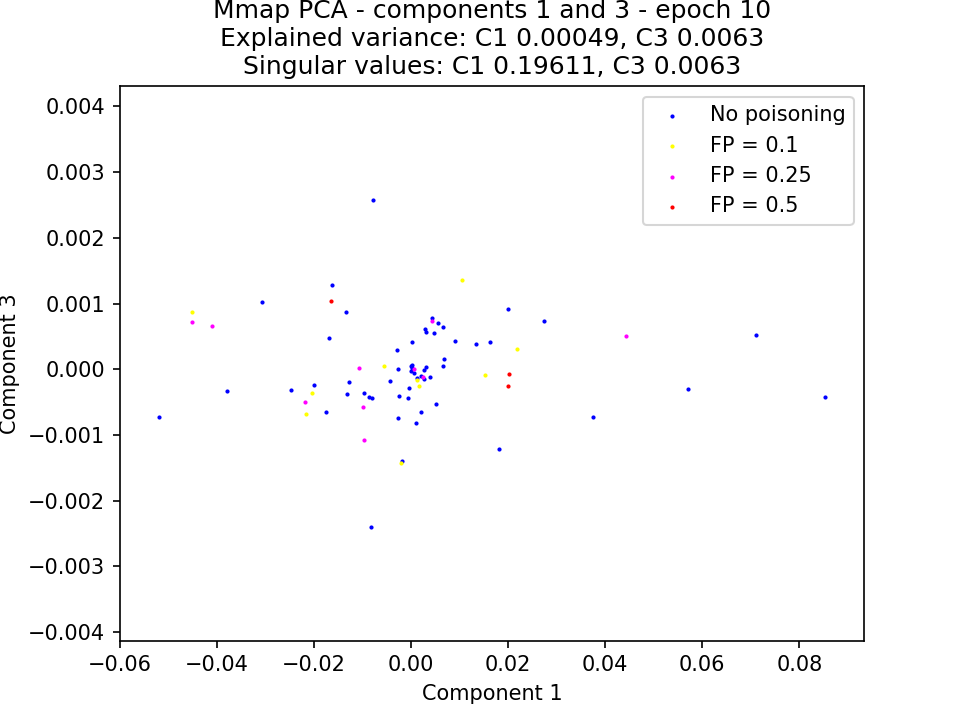 Mmap PCA - components 1 and 3 - epoch 10
Explained variance: C1 0.00049, C3 0.0063
Singular values: C1 0.19611, C3 0.0063
No poisoning
FP = 0.1
FP = 0.25
FP = 0.5
0.004
0.003
0.002
0.001
0.000
−0.001
−0.002
−0.003
−0.004
Component 3
−0.06 −0.04 −0.02 0.00 0.02 0.04 0.06 0.08
Component 1